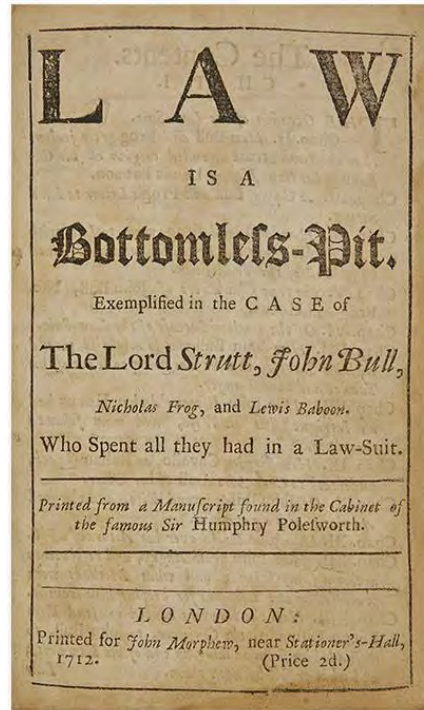 LAW
IS A
Bottomleſs-Pit.
Exemplified in the CASE of
The Lord Strutt, John Bull,
Nicholas Frog, and Lewis Baboon.
Who Spent all they had in a Law-Suit.
Printed from a Manuſcript found in the Cabinet of
the famous Sir Humphry Poleſworth.
LONDON:
Printed for John Morphew, near Stationer's-Hall,
1712. (Price 2d.)